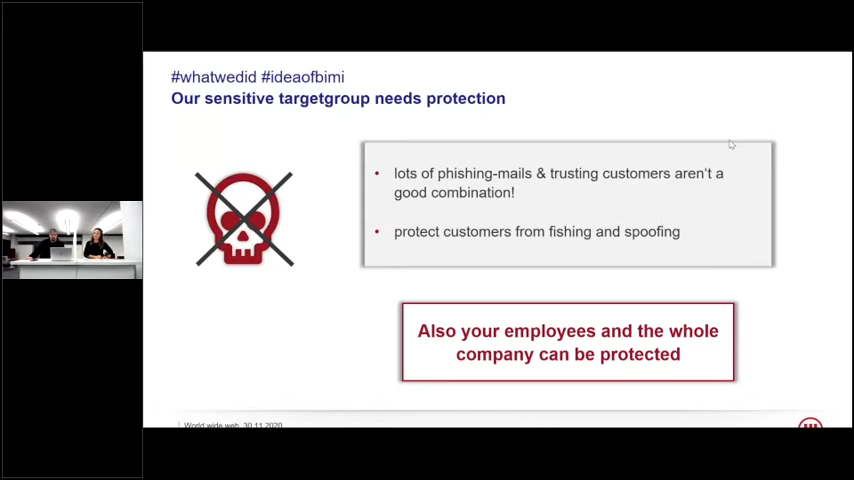 #whatwedid #ideaofbimi
Our sensitive targetgroup needs protection
• lots of phishing-mails & trusting customers aren't a
good combination!
• protect customers from fishing and spoofing
Also your employees and the whole
company can be protected
World wide web, 30.11.2020